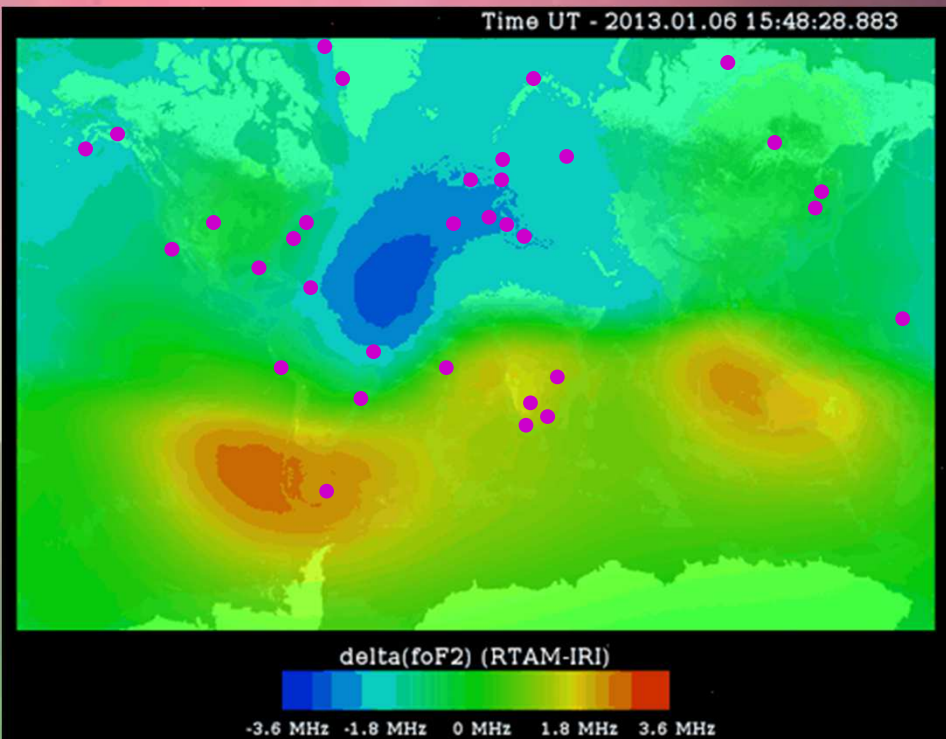 Time UT - 2013.01.06 15:48:28.883
delta(foF2) (RTAM-IRI)
-3.6 MHz -1.8 MHz 0 MHz 1.8 MHz 3.6 MHz